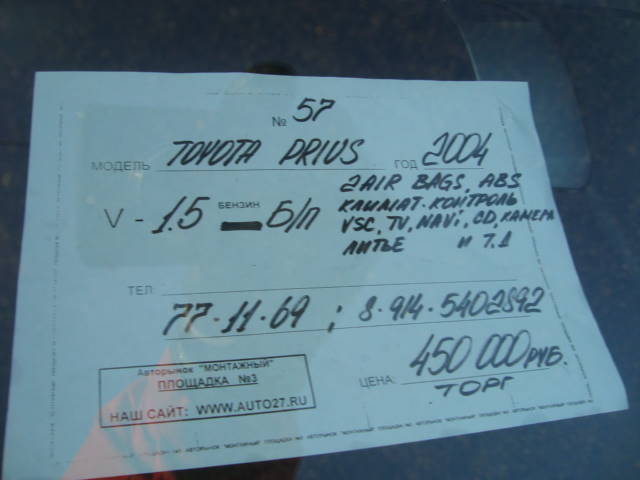 № 57
МОДЕЛЬ TOYOTA PRIUS ГОД 2004
V - 1.5 БЕНЗИН Б/П
2AIR BAGS, ABS
КЛИМАТ-КОНТРОЛЬ
VSC, TV, NAVi, CD, КАМЕРА
ЛИТЬЕ И Т.Д
ТЕЛ
77-11-69 ; 8-914-5402892
450 000 РУБ.
ЦЕНА: ТОРГ
Авторынок "МОНТАЖНЫЙ"
ПЛОЩАДКА №3
НАШ САЙТ: WWW.AUTO27.RU